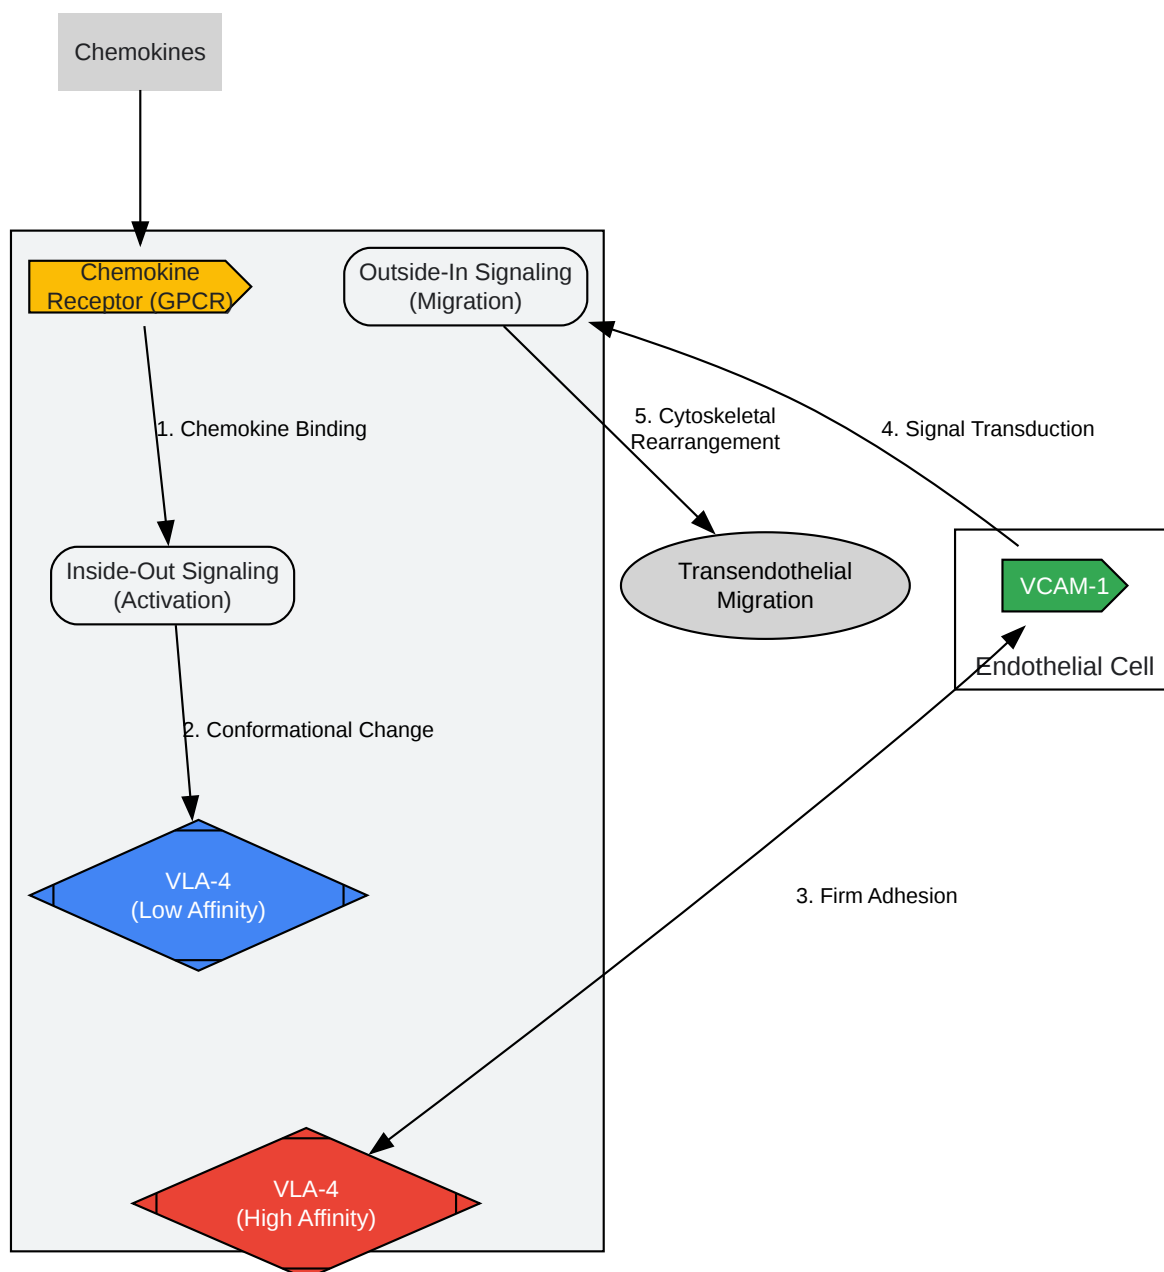 Chemokines
Chemokine
Receptor (GPCR)
Outside-In Signaling
(Migration)
1. Chemokine Binding
5. Cytoskeletal
Rearrangement
4. Signal Transduction
Inside-Out Signaling
(Activation)
Transendothelial
Migration
VCAM-1
Endothelial Cell
2. Conformational Change
VLA-4
(Low Affinity)
3. Firm Adhesion
VLA-4
(High Affinity)